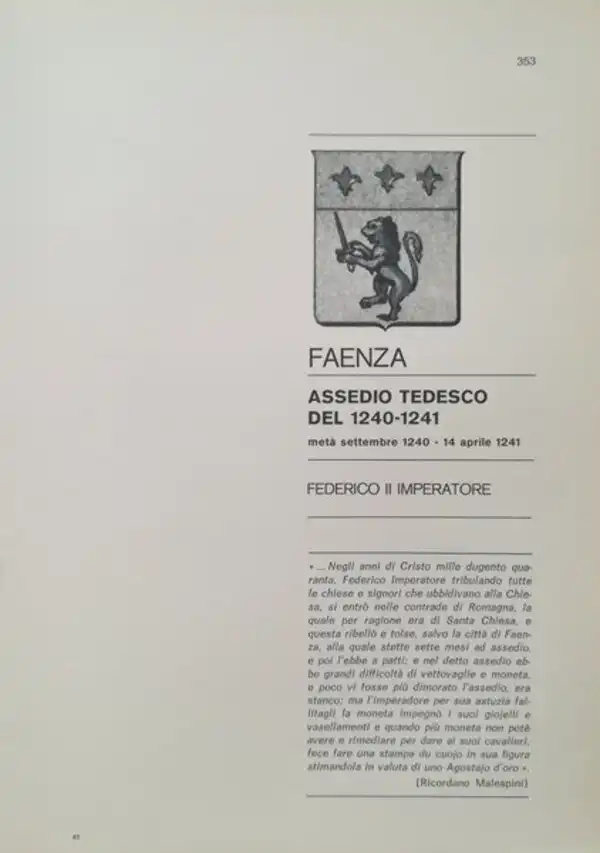 353
FAENZA
ASSEDIO TEDESCO
DEL 1240-1241
metà settembre 1240 - 14 aprile 1241
FEDERICO II IMPERATORE
« ... Negli anni di Cristo mille dugento qua-
ranta, Federico Imperatore tribulando tutte
le chiese e signori che ubbidivano alla Chie-
sa, si entrò nelle contrade di Romagna, la
quale per ragione era di Santa Chiesa, e
questa ribellò e tolse, salvo la città di Faen-
za, alla quale stette sette mesi ad assedio,
e poi l'ebbe a patti; e nel detto assedio eb-
be grandi difficoltà di vettovaglie e moneta,
e poco vi fosse più dimorato l'assedio, era
stanco; ma l'imperadore per sua astuzia fal-
litagli la moneta impegnò i suoi giojelli e
vasellamenti e quando più moneta non potè
avere e rimediare per dare ai suoi cavalieri,
fece fare una stampa du cuojo in sua figura
stimandola in valuta di uno Agostajo d'oro ».
(Ricordano Malespini)